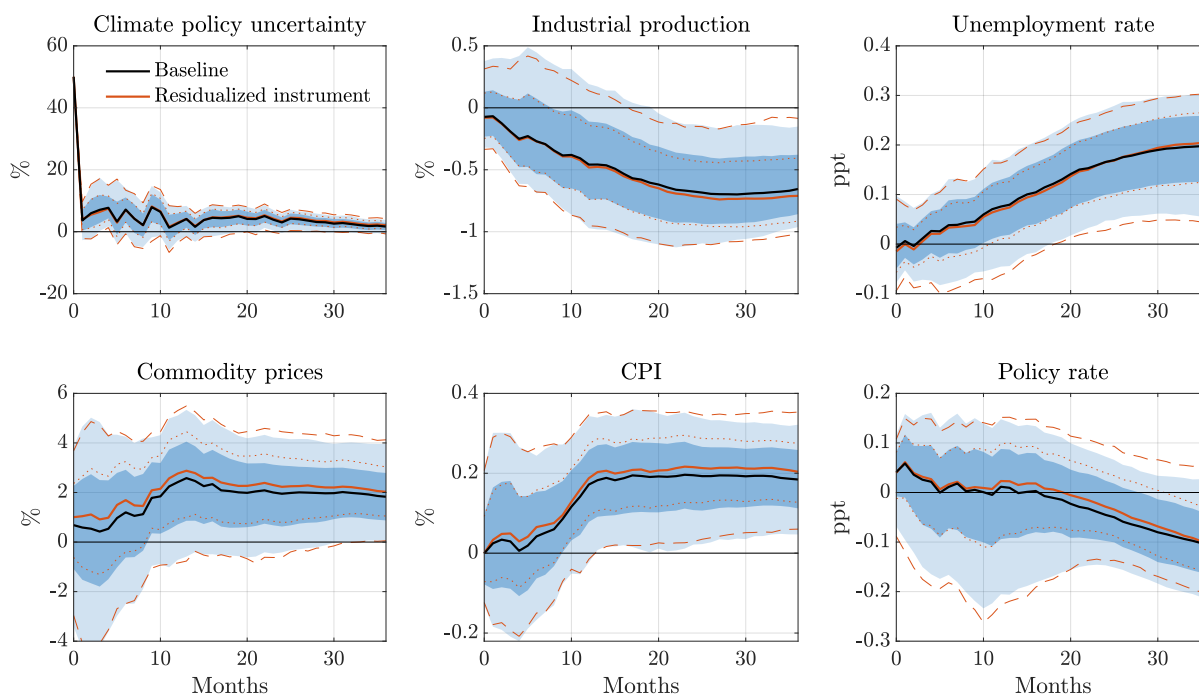 Climate policy uncertainty
60
40
20
0
-20
%
Baseline
Residualized instrument
0 10 20 30
Industrial production
0.5
0
-0.5
-1
-1.5
%
0 10 20 30
Unemployment rate
0.4
0.3
0.2
0.1
0
-0.1
ppt
0 10 20 30
Commodity prices
6
4
2
0
-2
-4
%
0 10 20 30
Months
CPI
0.4
0.2
0
-0.2
%
0 10 20 30
Months
Policy rate
0.2
0.1
0
-0.1
-0.2
-0.3
ppt
0 10 20 30
Months